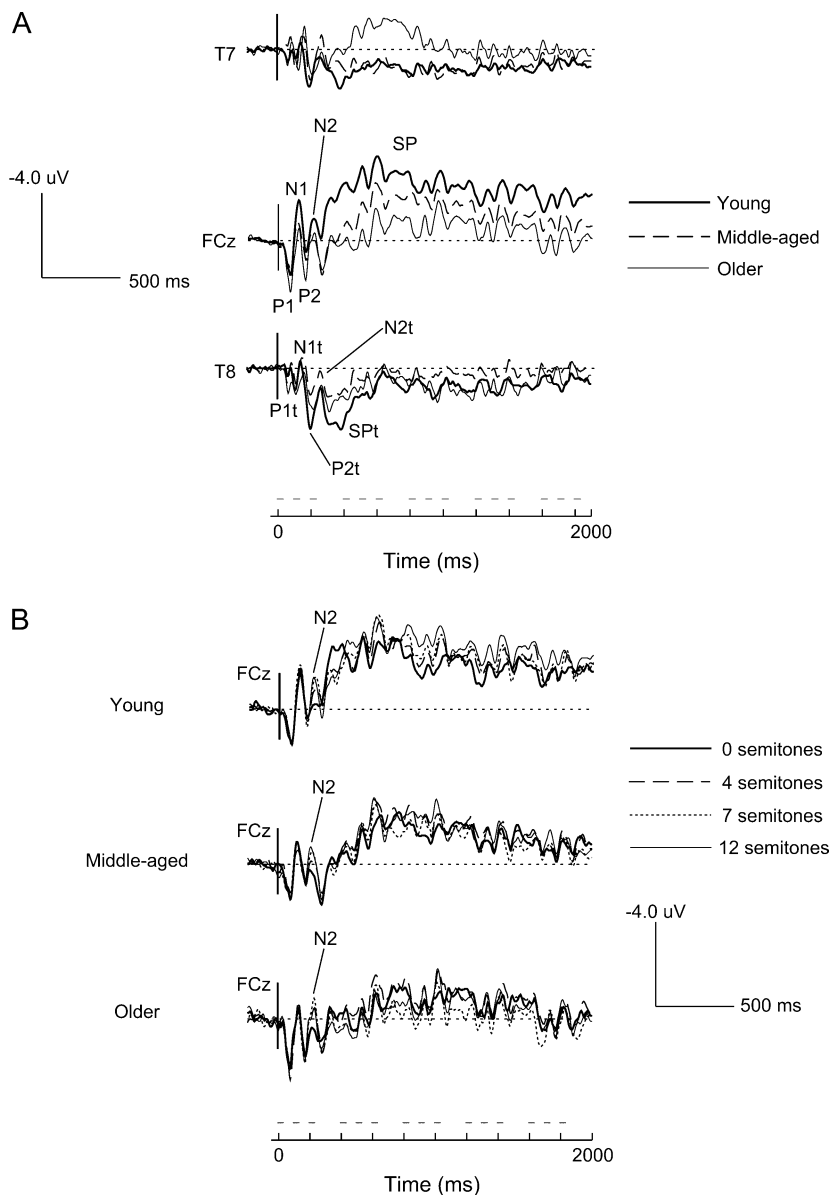 A
T7
N2
SP
-4.0 uV
N1
Young
FCz
Middle-aged
500 ms
Older
P1
P2
N2t
N1t
T8
P1t
SPt
P2t
0
2000
Time (ms)
B
N2
FCz
Young
0 semitones
4 semitones
N2
7 semitones
FCz
12 semitones
Middle-aged
-4.0 uV
N2
FCz
500 ms
Older
0
2000
Time (ms)